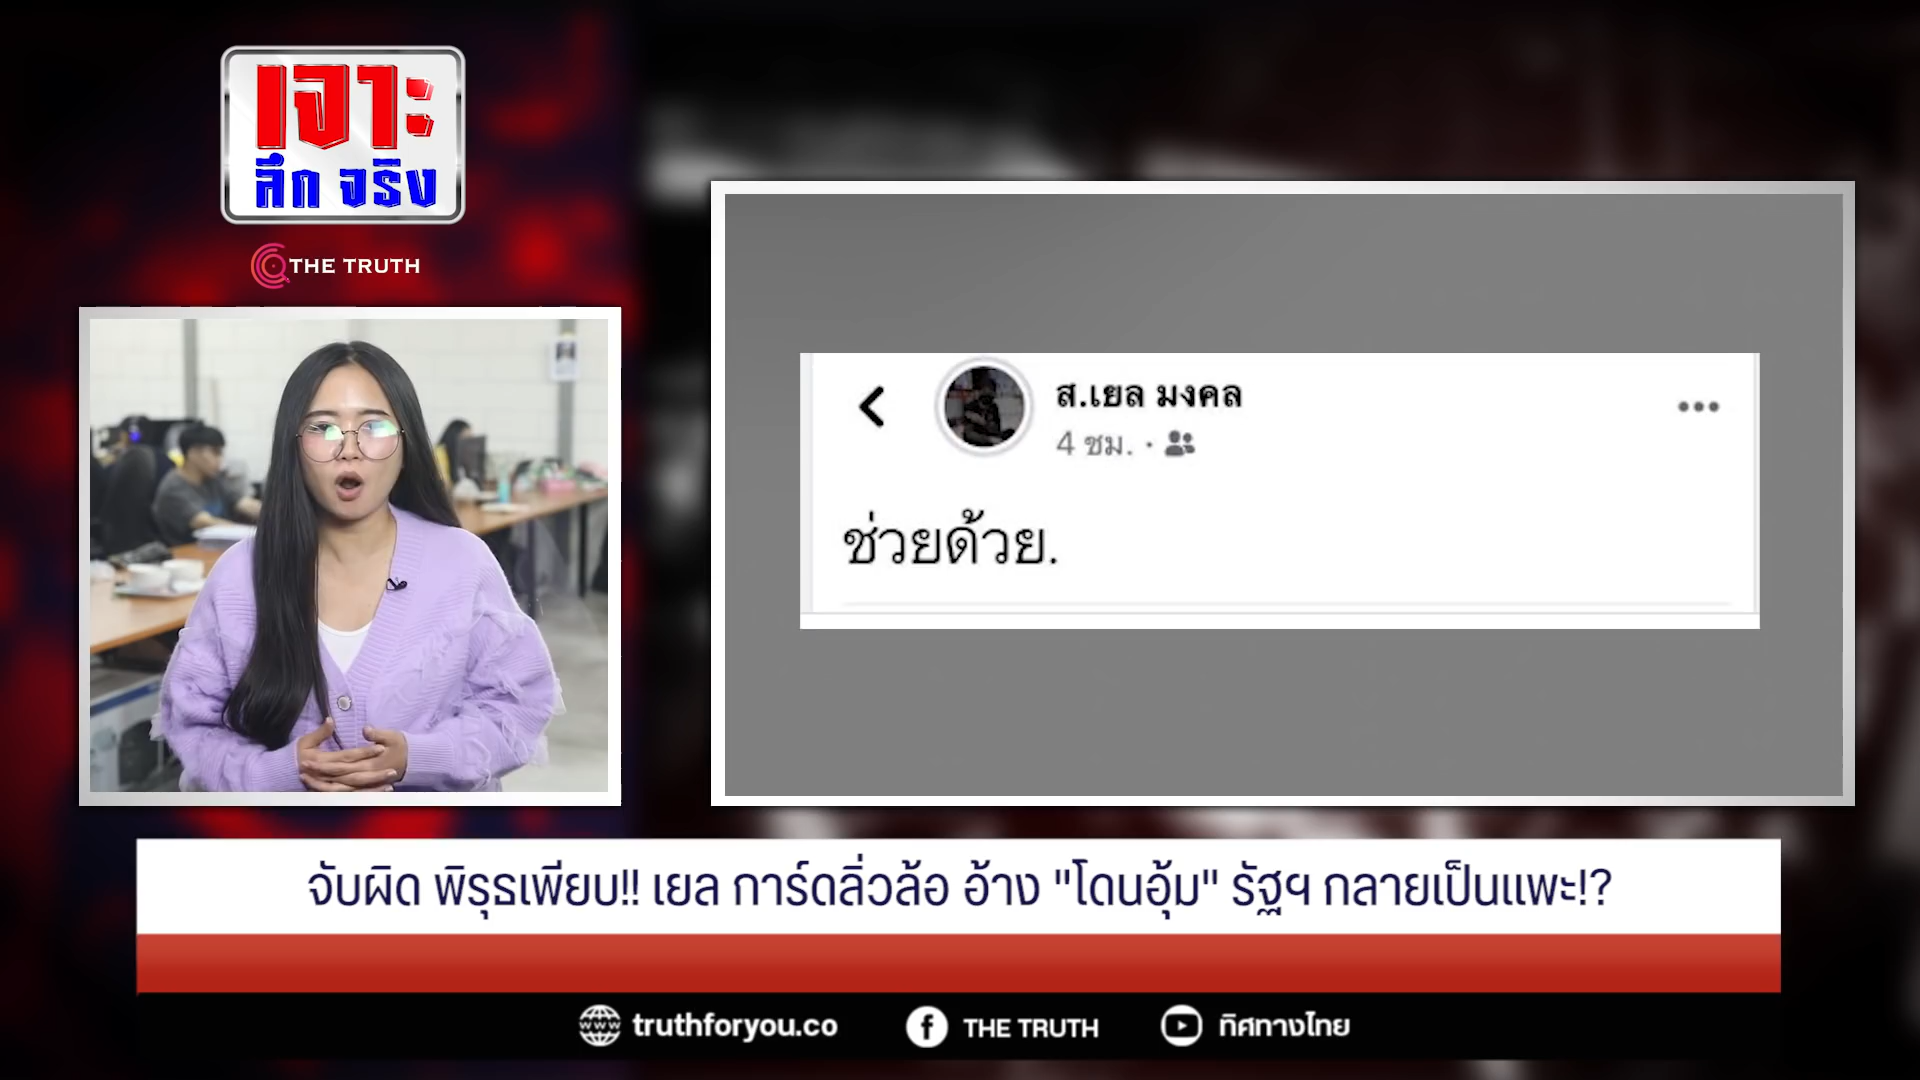 เจาะ
ลึก จริง
THE TRUTH
ส.เยล มงคล
4 ชม.
ช่วยด้วย.
จับผิด พิรุธเพียบ!! เยล การ์ดลิ่วล้อ อ้าง "โดนอุ้ม" รัฐฯ กลายเป็นแพะ!?
www truthforyou.co
THE TRUTH
ทิศทางไทย